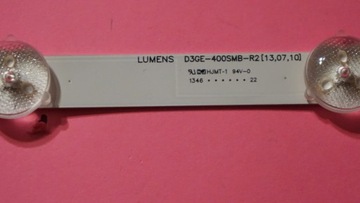 LUMENS D3GE-400SMB-R2[13,07,10]
HJMT-1 94V-0
1346 •••••• 22